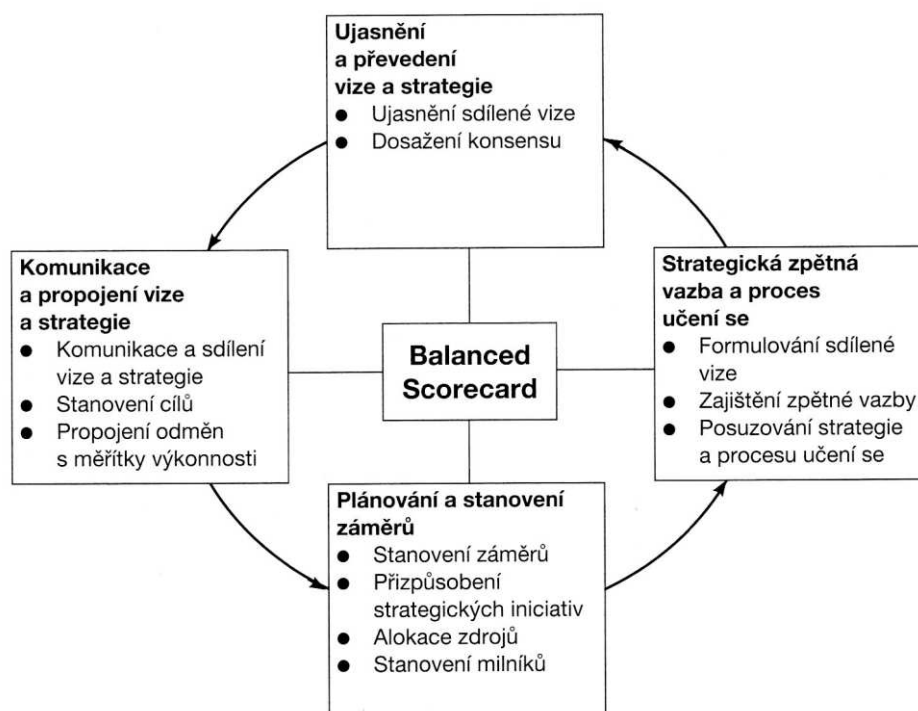 Ujasnění
a převedení
vize a strategie
● Ujasnění sdílené vize
● Dosažení konsensu
Komunikace
a propojení vize
a strategie
● Komunikace a sdílení
vize a strategie
● Stanovení cílů
● Propojení odměn
s měřítky výkonnosti
Balanced
Scorecard
Strategická zpětná
vazba a proces
učení se
● Formulování sdílené
vize
● Zajištění zpětné vazby
● Posuzování strategie
a procesu učení se
Plánování a stanovení
záměrů
● Stanovení záměrů
● Přizpůsobení
strategických iniciativ
● Alokace zdrojů
● Stanovení milníků